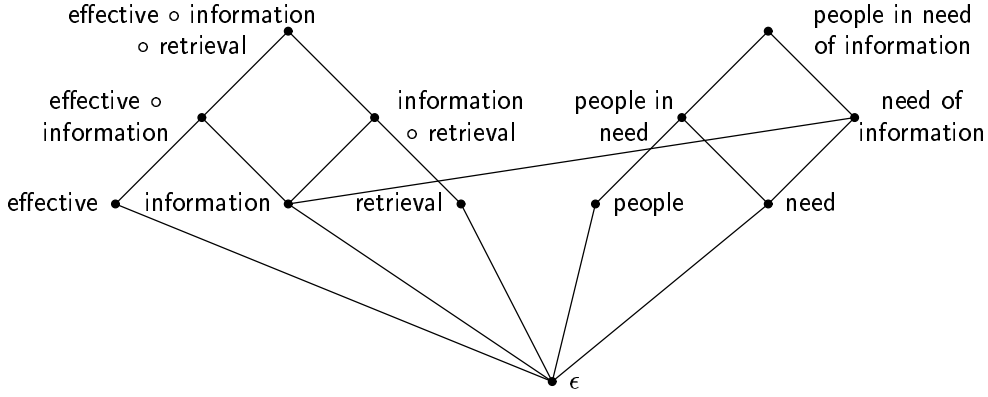 effective ∘ information
∘ retrieval
people in need
of information
effective ∘
information
information
∘ retrieval
people in
need
need of
information
effective
information
retrieval
people
need
ϵ